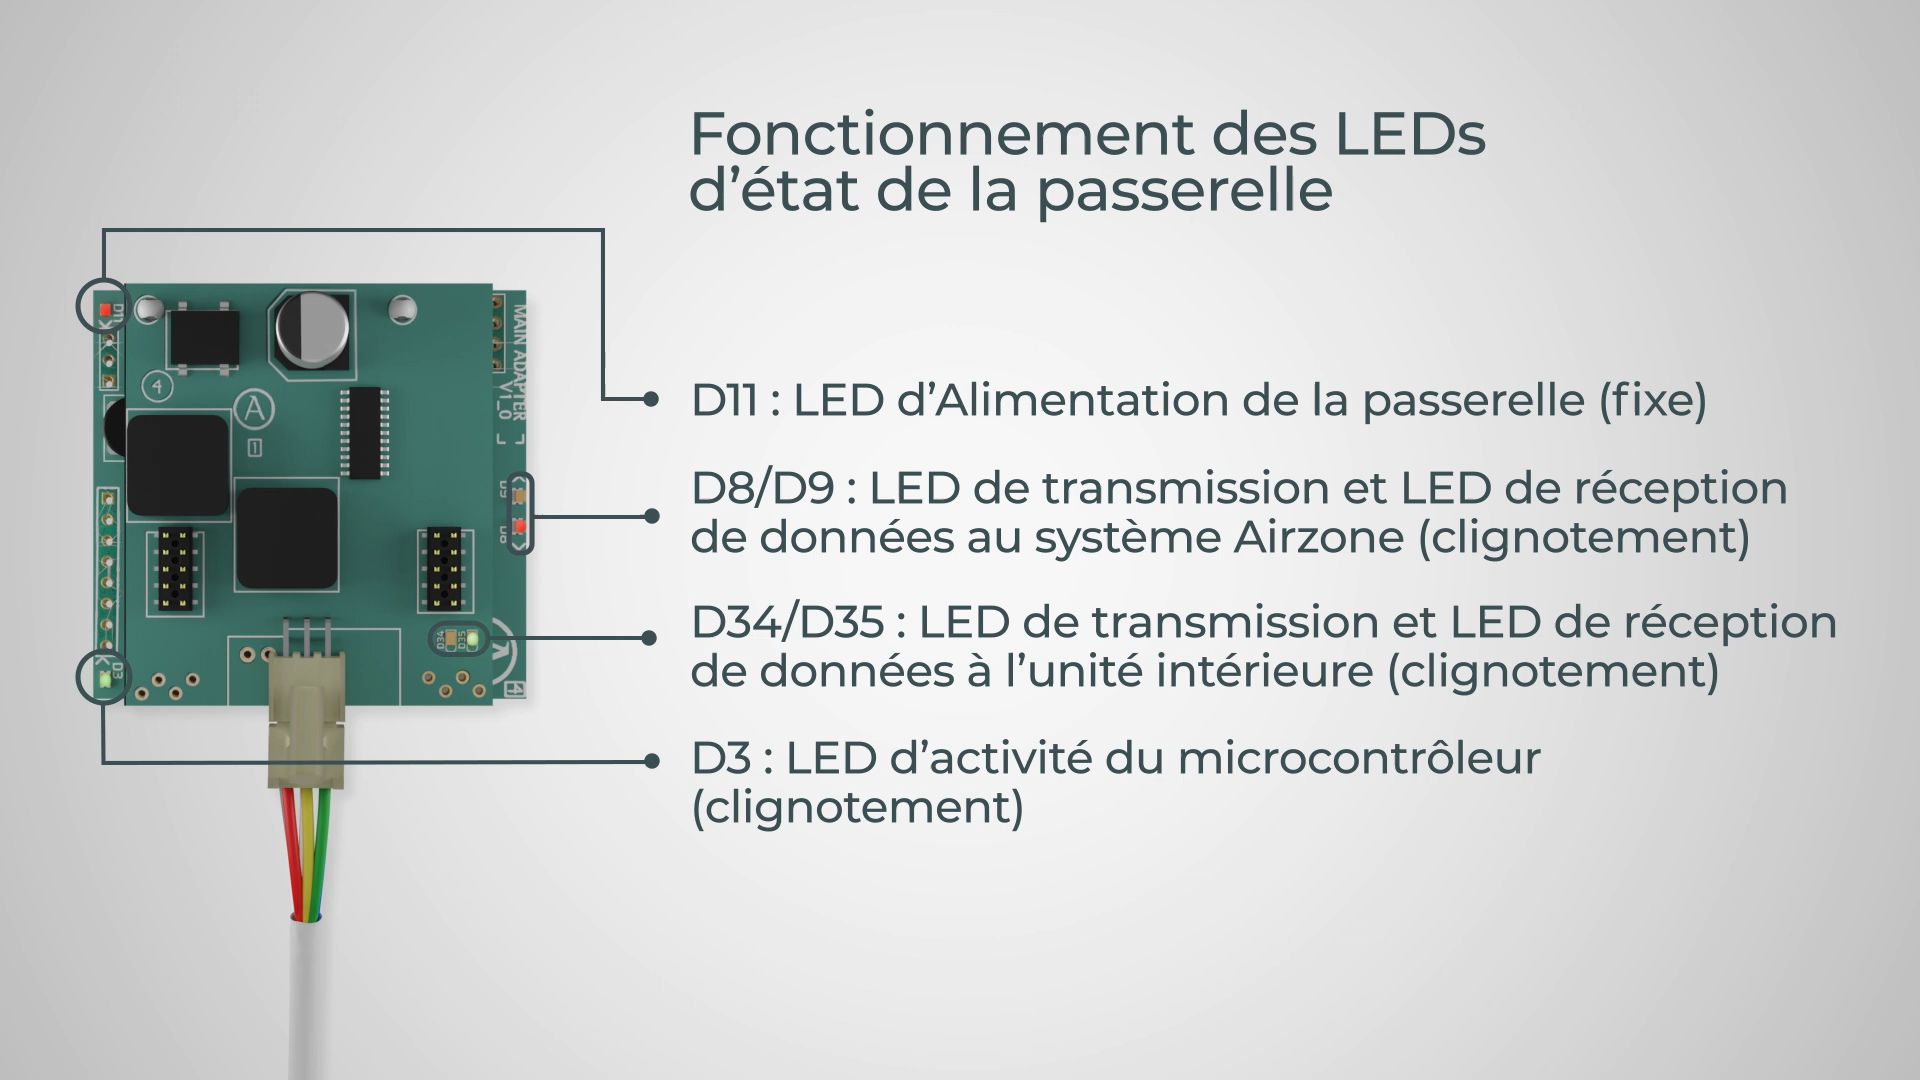 Fonctionnement des LEDs
d’état de la passerelle
D11 : LED d’Alimentation de la passerelle (fixe)
D8/D9 : LED de transmission et LED de réception
de données au système Airzone (clignotement)
D34/D35 : LED de transmission et LED de réception
de données à l’unité intérieure (clignotement)
D3 : LED d’activité du microcontrôleur
(clignotement)
D11
4
A
1
MAIN ADAPTER
V1_0
D9
D8
D34
D35
D3
4